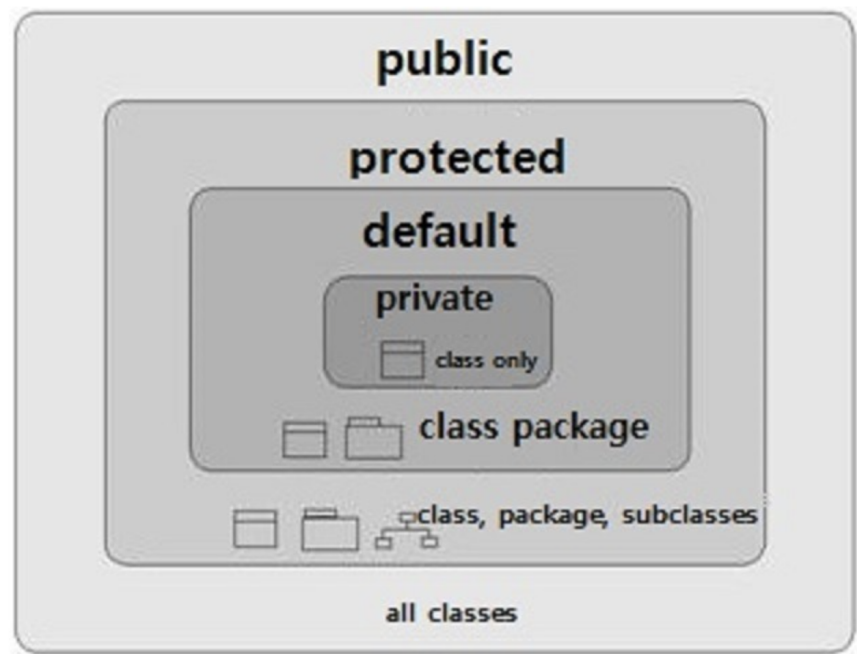 public
protected
default
private
class only
class package
class, package, subclasses
all classes